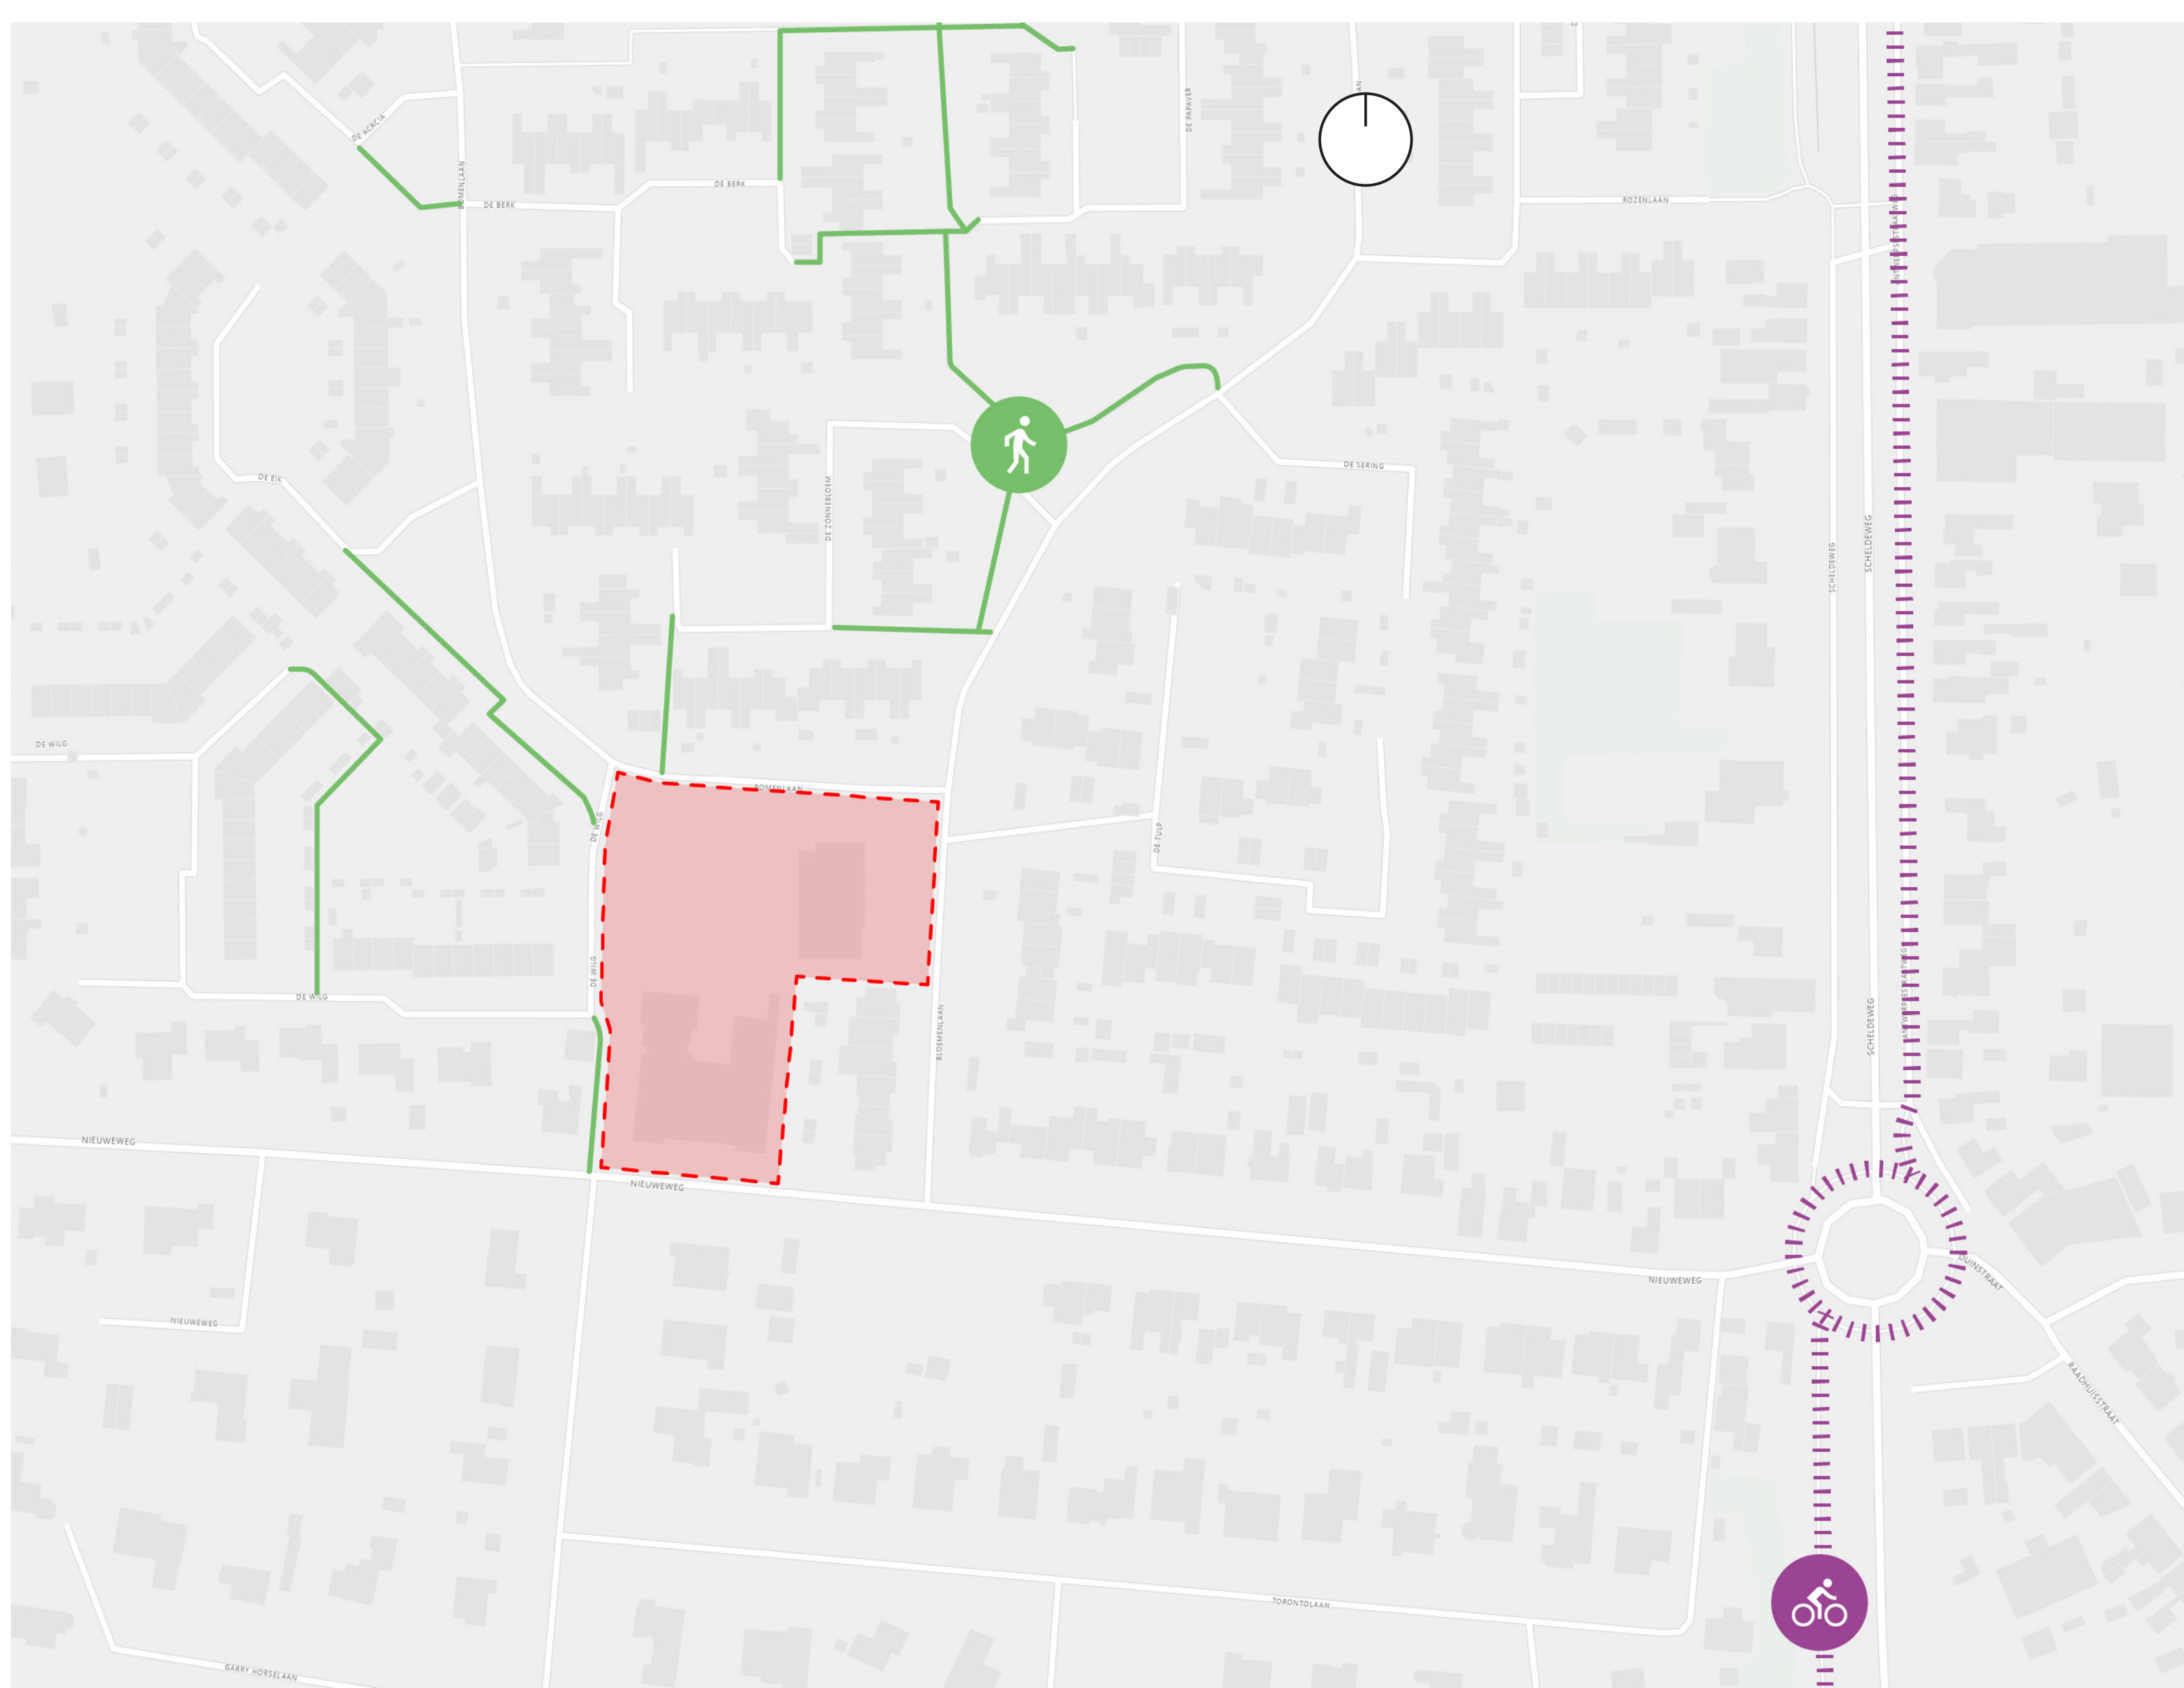 DE ACACIA
BOMENLAAN
DE BERK
DE BERK
DE PAPAVER
ROZENLAAN
DE EIK
DE ZONNEBLOEM
DE SERING
SCHELDEWEG
SCHELDEWEG
DE WILG
BOMENLAAN
DE WILG
DE TULP
DE WILG
DE WILG
BLOEMENLAAN
SCHELDEWEG
NIEUWEWEG
NIEUWEWEG
NIEUWEWEG
DUINSTRAAT
NIEUWEWEG
RAADHUISSTRAAT
TORONTOLAAN
GARRY HORSELAAN